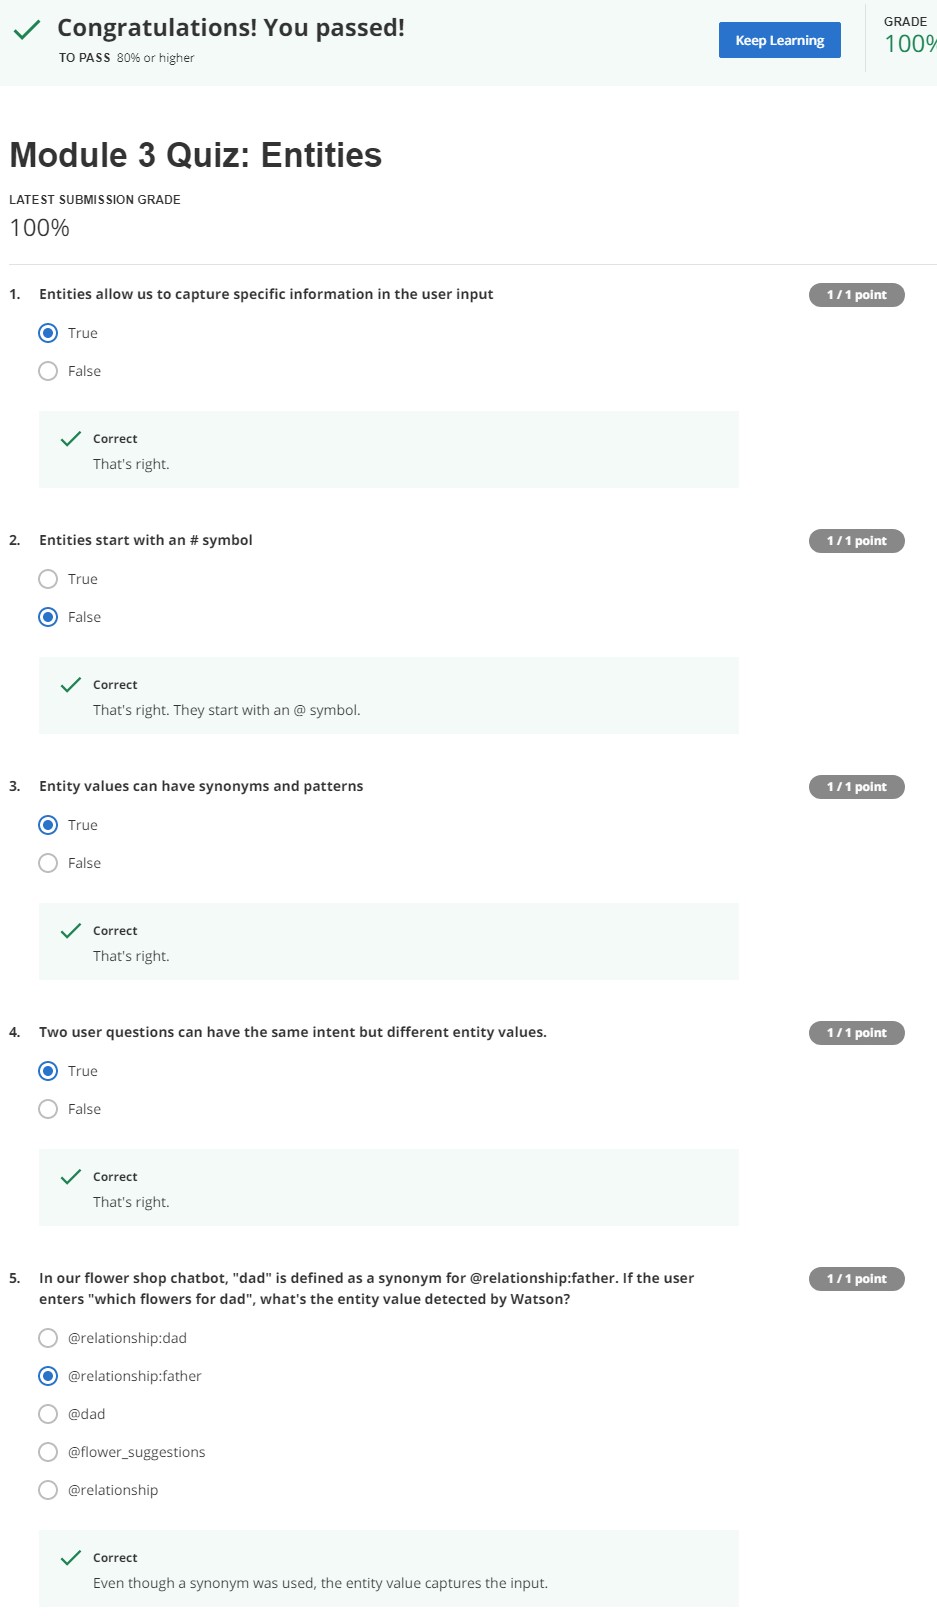 Congratulations! You passed!
TO PASS 80% or higher
Keep Learning
GRADE
100%
Module 3 Quiz: Entities
LATEST SUBMISSION GRADE
100%
1. Entities allow us to capture specific information in the user input
1 / 1 point
True
False
Correct
That's right.
2. Entities start with an # symbol
1 / 1 point
True
False
Correct
That's right. They start with an @ symbol.
3. Entity values can have synonyms and patterns
1 / 1 point
True
False
Correct
That's right.
4. Two user questions can have the same intent but different entity values.
1 / 1 point
True
False
Correct
That's right.
5. In our flower shop chatbot, "dad" is defined as a synonym for @relationship:father. If the user
enters "which flowers for dad", what's the entity value detected by Watson?
1 / 1 point
@relationship:dad
@relationship:father
@dad
@flower_suggestions
@relationship
Correct
Even though a synonym was used, the entity value captures the input.